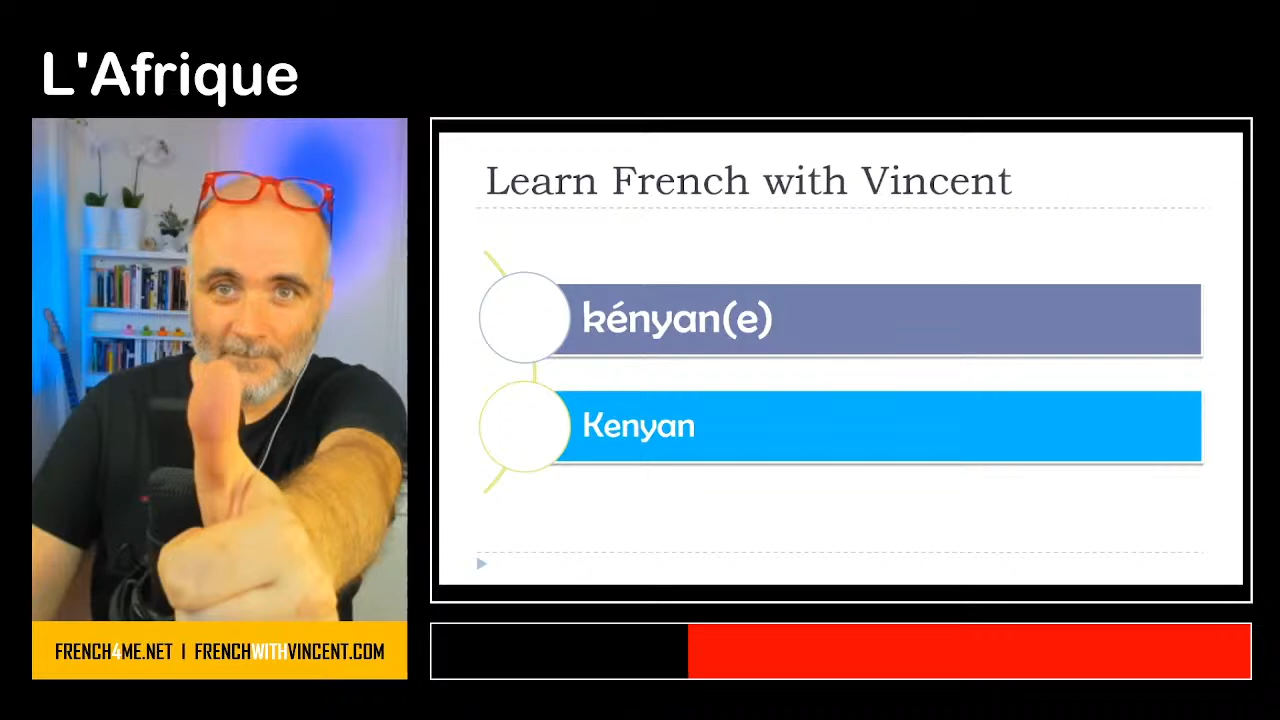 L'Afrique
Learn French with Vincent
kényan(e)
Kenyan
FRENCH4ME.NET | FRENCHWITHVINCENT.COM